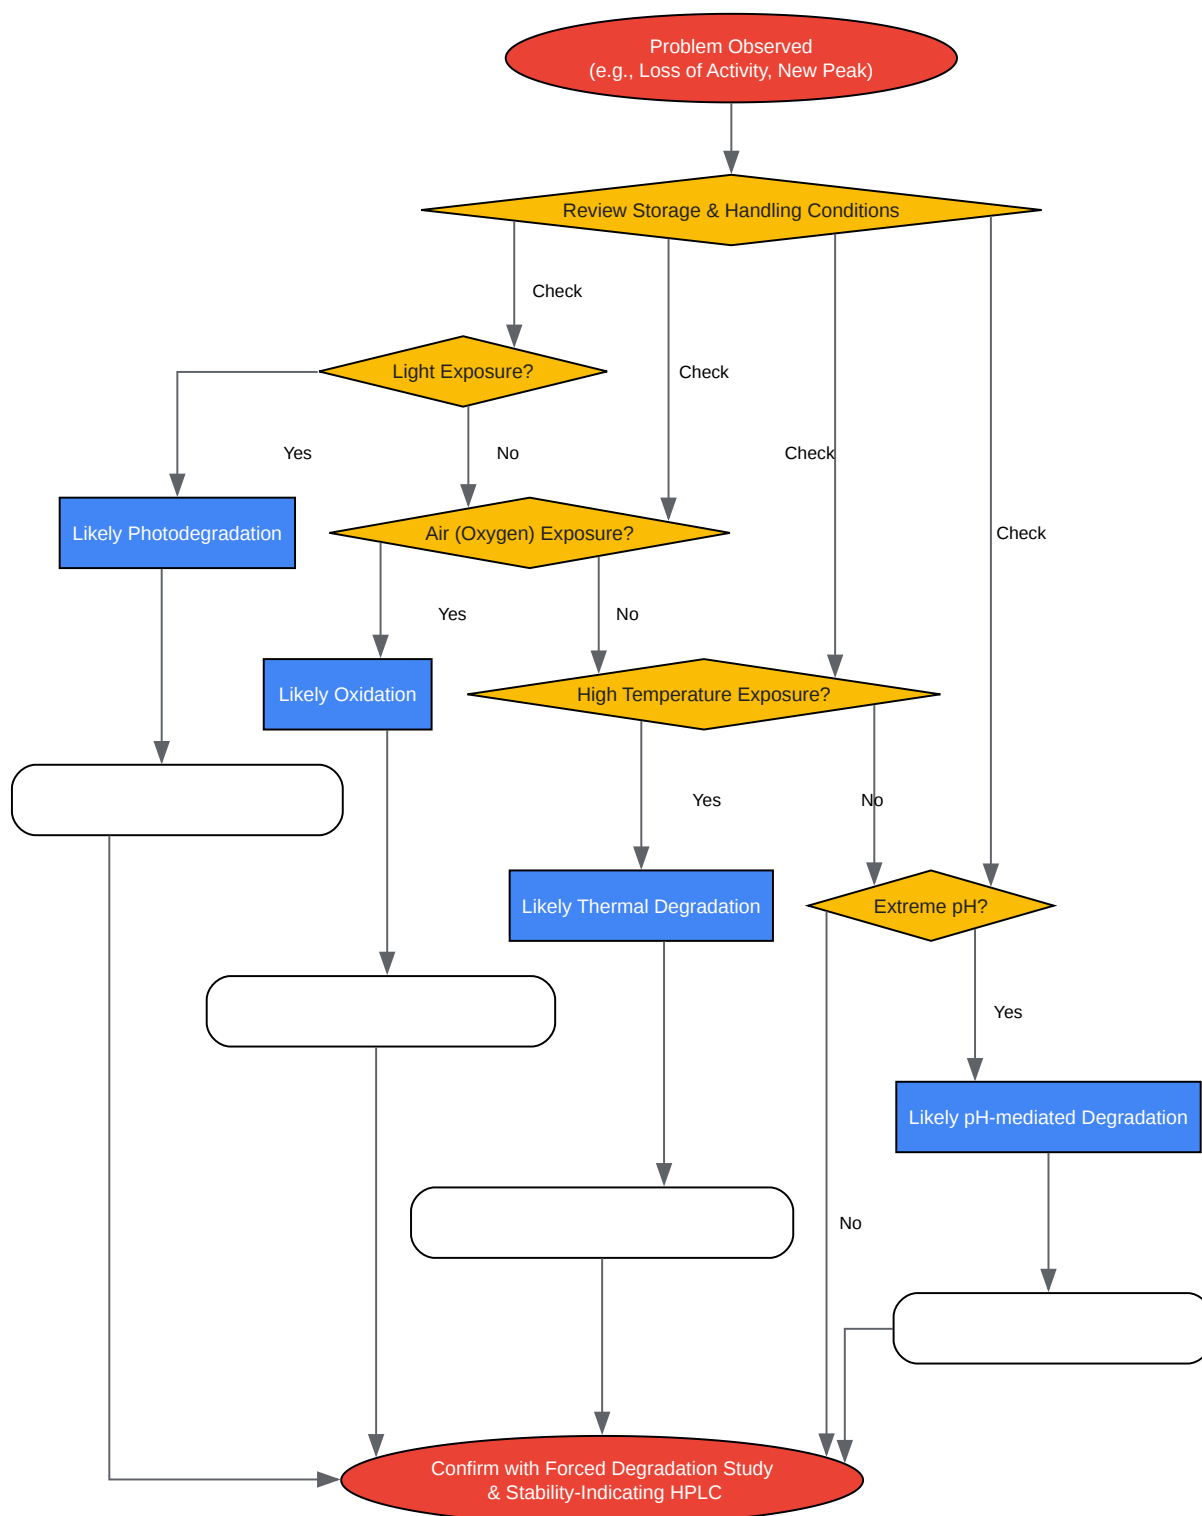 Problem Observed
(e.g., Loss of Activity, New Peak)
Review Storage & Handling Conditions
Check
Light Exposure?
Check
Yes
No
Check
Likely Photodegradation
Air (Oxygen) Exposure?
Check
Yes
No
Likely Oxidation
High Temperature Exposure?
Yes
No
Likely Thermal Degradation
Extreme pH?
Yes
Likely pH-mediated Degradation
No
Confirm with Forced Degradation Study
& Stability-Indicating HPLC